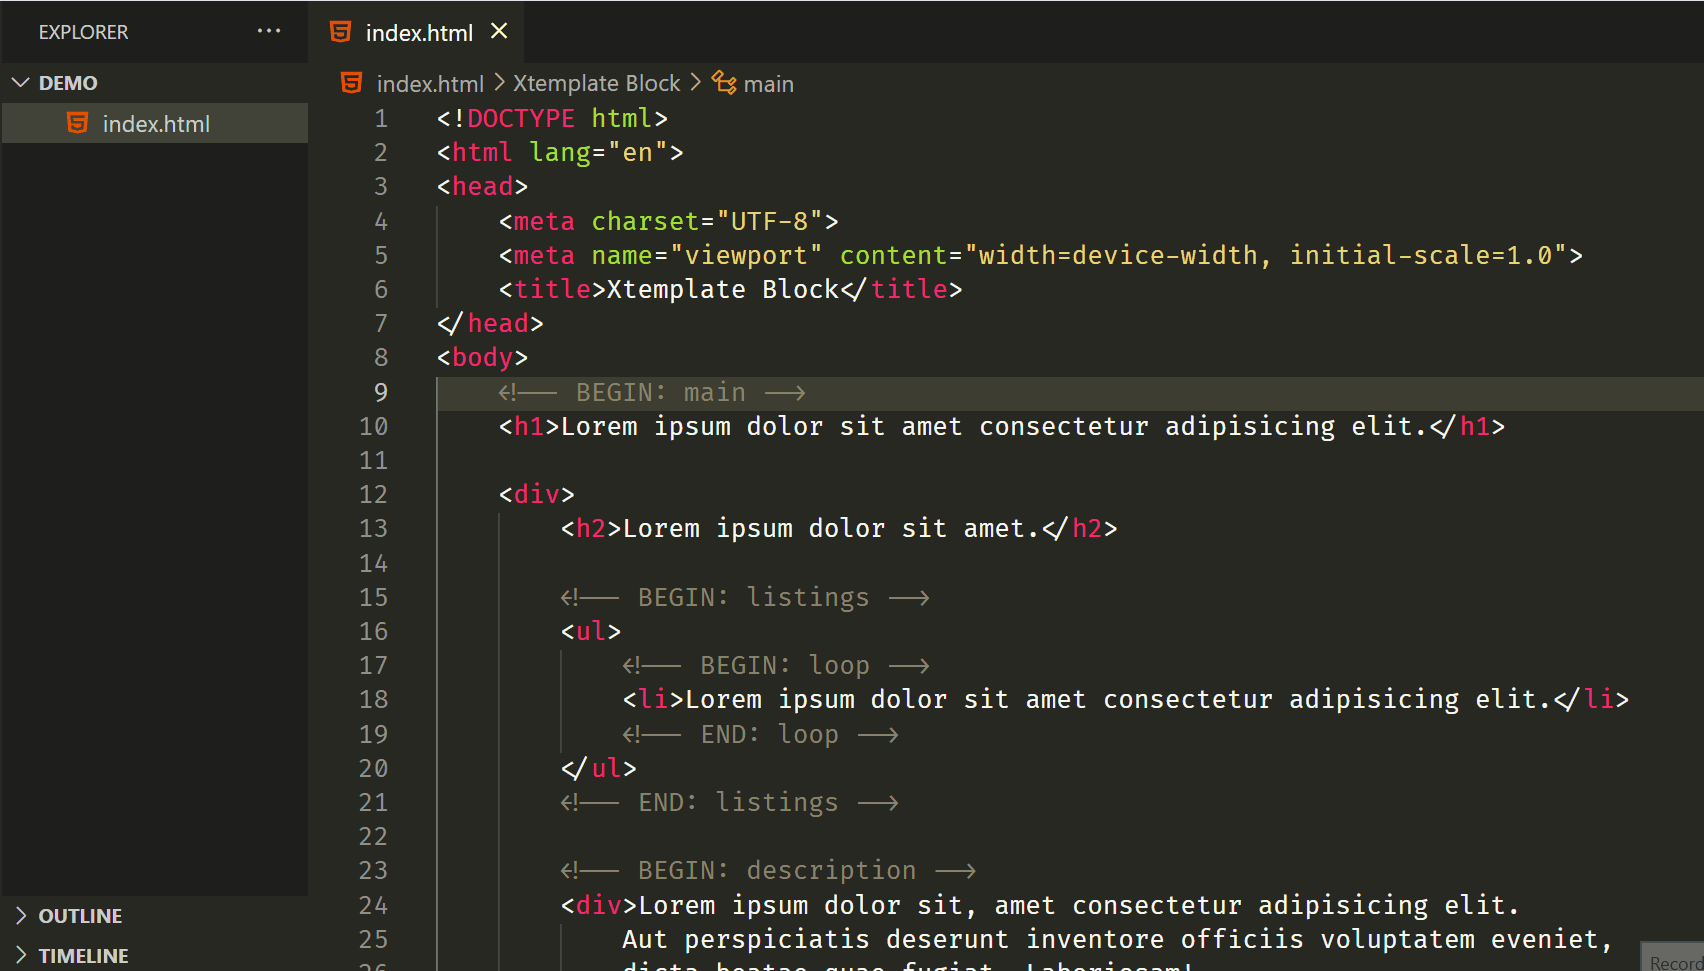 EXPLORER
DEMO
index.html
OUTLINE
TIMELINE
index.html
index.html > Xtemplate Block > main
1 <!DOCTYPE html>
2 <html lang="en">
3 <head>
4 <meta charset="UTF-8">
5 <meta name="viewport" content="width=device-width, initial-scale=1.0">
6 <title>Xtemplate Block</title>
7 </head>
8 <body>
9 <!-- BEGIN: main -->
10 <h1>Lorem ipsum dolor sit amet consectetur adipisicing elit.</h1>
11
12 <div>
13 <h2>Lorem ipsum dolor sit amet.</h2>
14
15 <!-- BEGIN: listings -->
16 <ul>
17 <!-- BEGIN: loop -->
18 <li>Lorem ipsum dolor sit amet consectetur adipisicing elit.</li>
19 <!-- END: loop -->
20 </ul>
21 <!-- END: listings -->
22
23 <!-- BEGIN: description -->
24 <div>Lorem ipsum dolor sit, amet consectetur adipisicing elit.
25 Aut perspiciatis deserunt inventore officiis voluptatem eveniet,
26 dicta beatae quae fugiat. Laboriosam!
Record